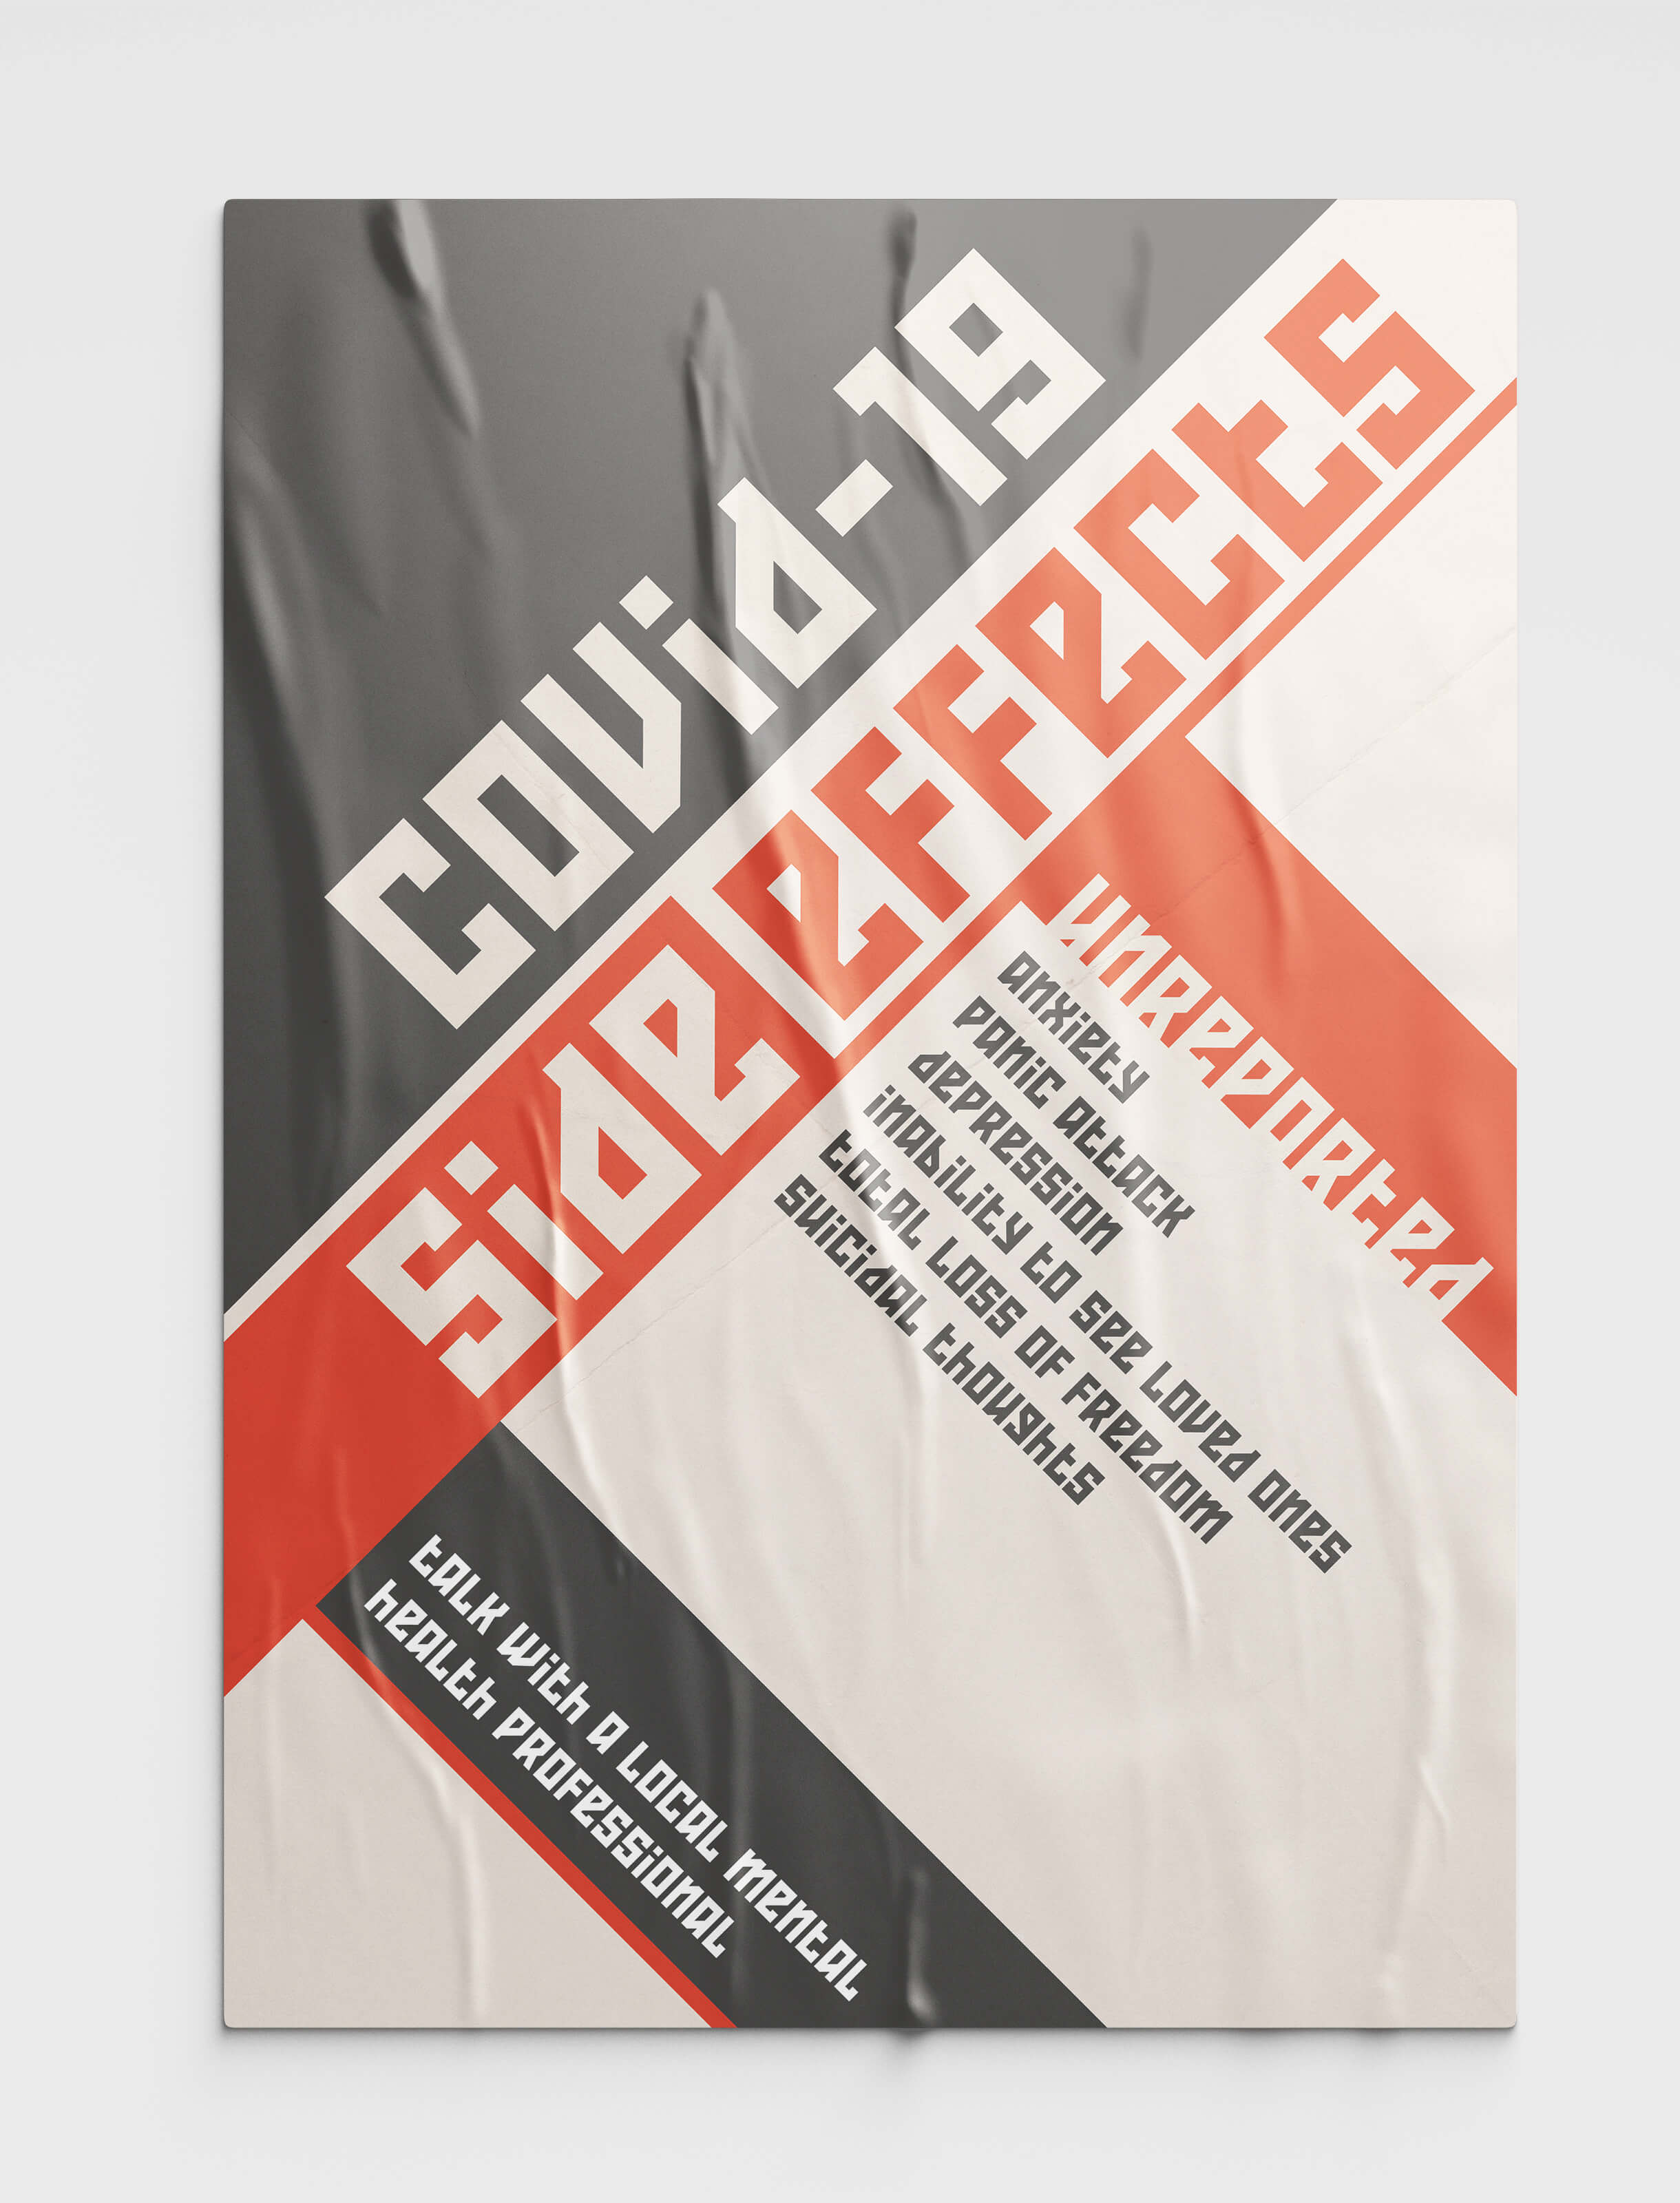 covid-19
side effects
unreported
anxiety
panic attack
depression
inability to see loved ones
total loss of freedom
suicidal thoughts
talk with a local mental
health professional